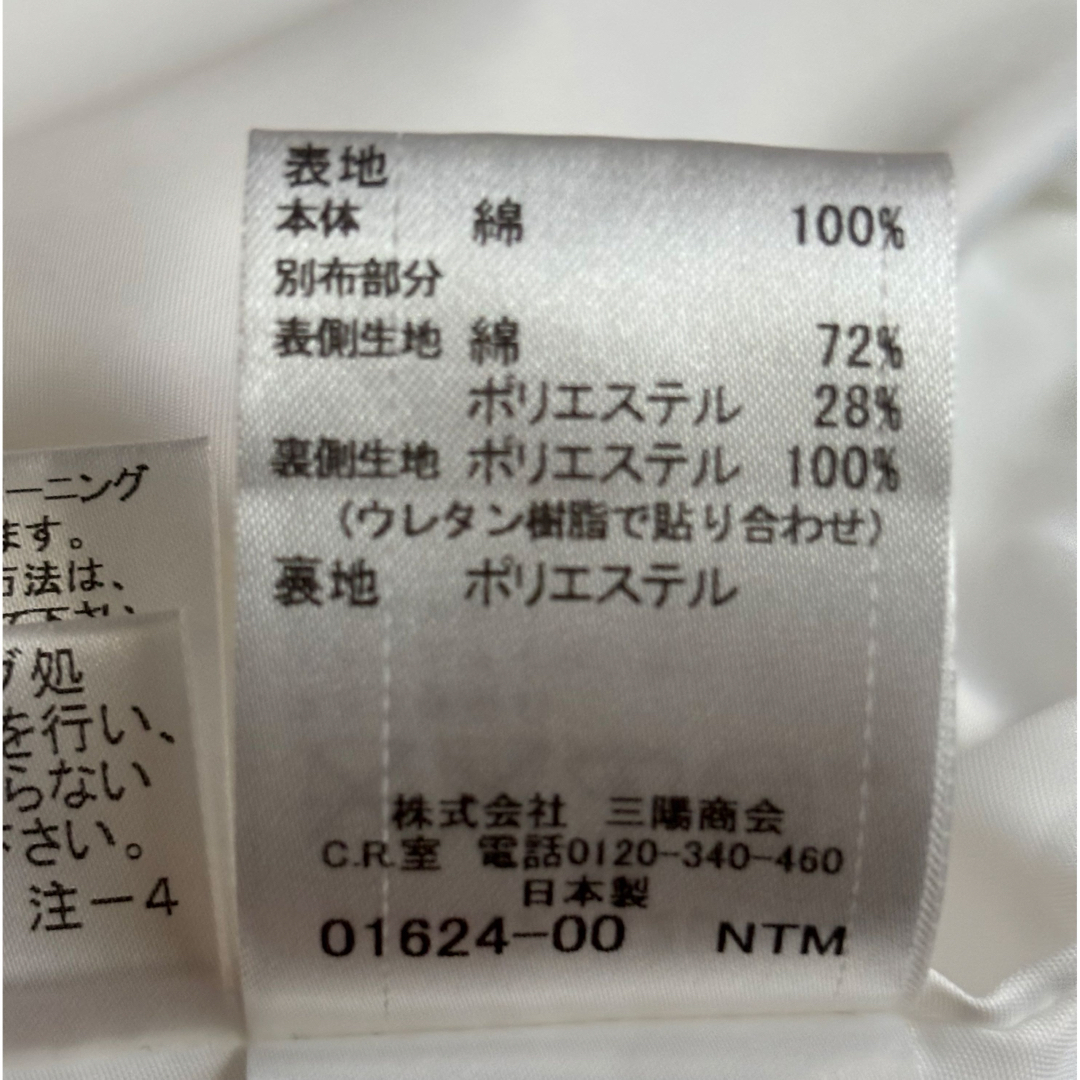 表地
本体 綿 100%
別布部分
表側生地 綿 72%
ポリエステル 28%
裏側生地 ポリエステル 100%
(ウレタン樹脂で貼り合わせ)
裏地 ポリエステル
株式会社 三陽商会
C.R.室 電話0120-340-460
日本製
01624-00 NTM
ーニング
ます。
方法は、
処
を行い、
らない
さい。
注-4